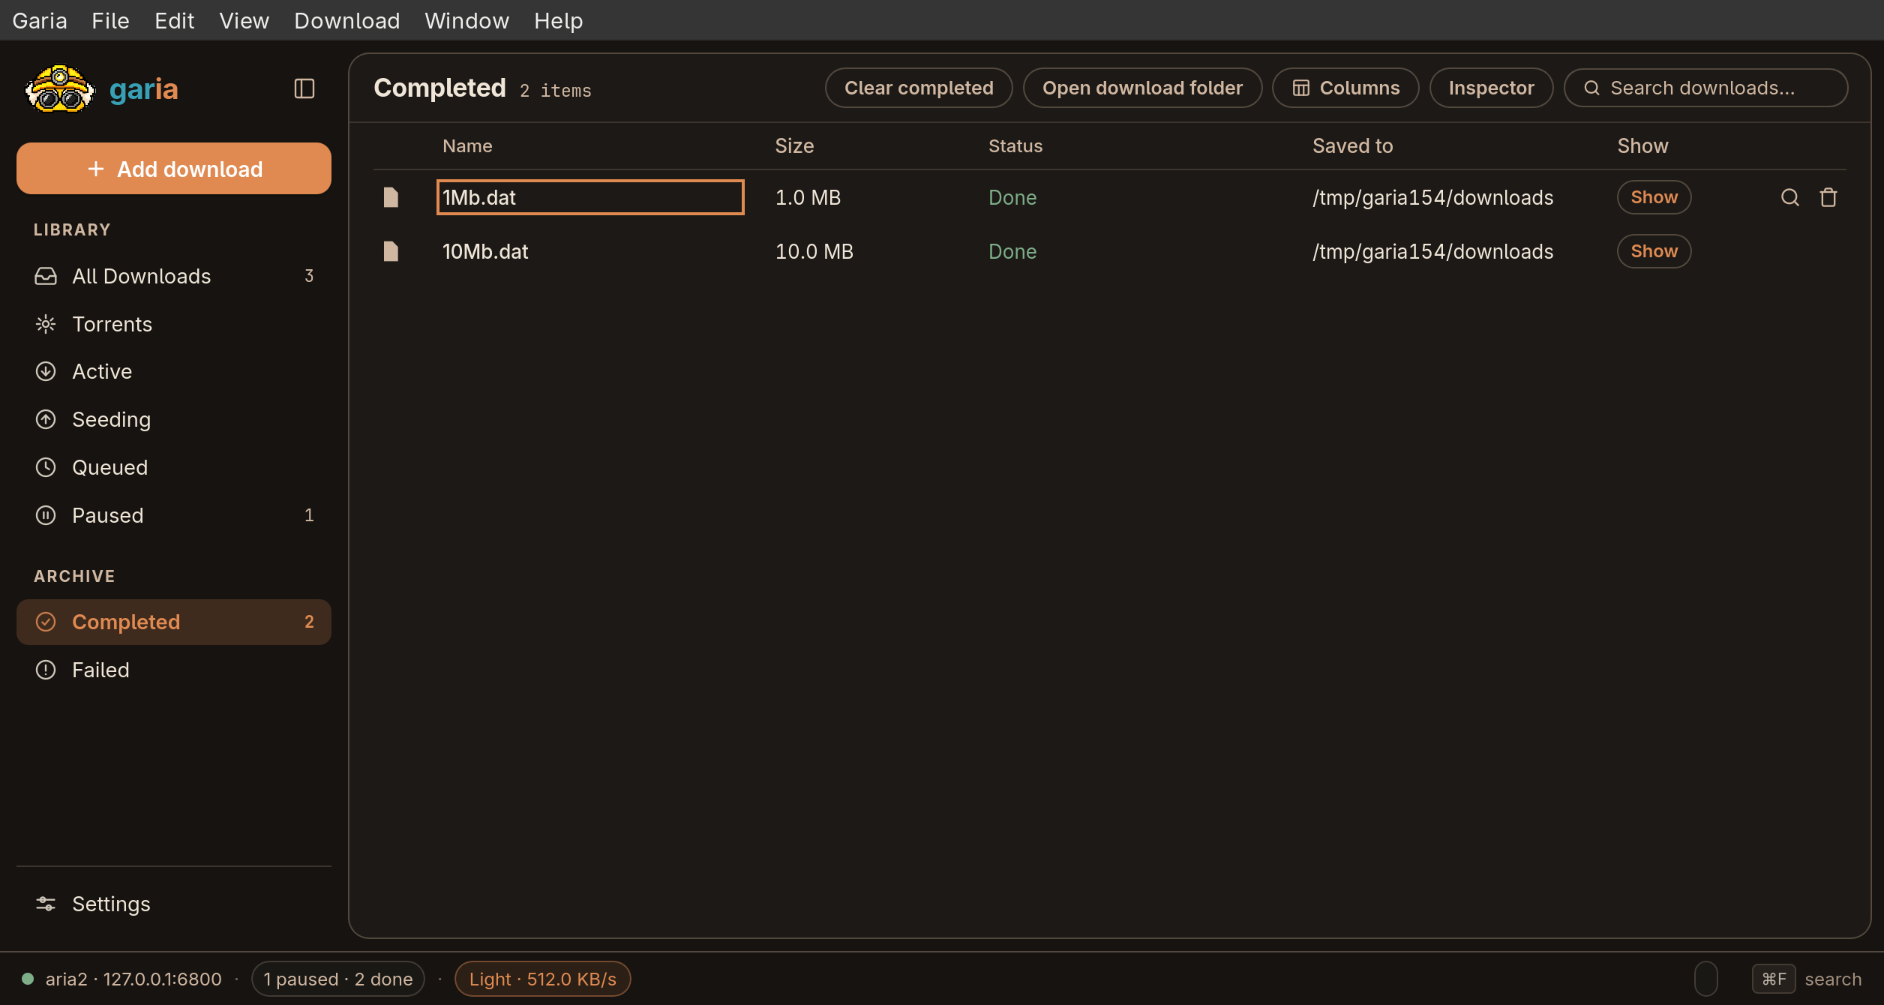 Garia File Edit View Download Window Help
garia
Completed 2 items Clear completed Open download folder Columns Inspector Search downloads...
+ Add download
Name Size Status Saved to Show
1Mb.dat 1.0 MB Done /tmp/garia154/downloads Show
10Mb.dat 10.0 MB Done /tmp/garia154/downloads Show
LIBRARY
All Downloads 3
Torrents
Active
Seeding
Queued
Paused 1
ARCHIVE
Completed 2
Failed
Settings
aria2 · 127.0.0.1:6800 · 1 paused · 2 done · Light · 512.0 KB/s ⌘F search